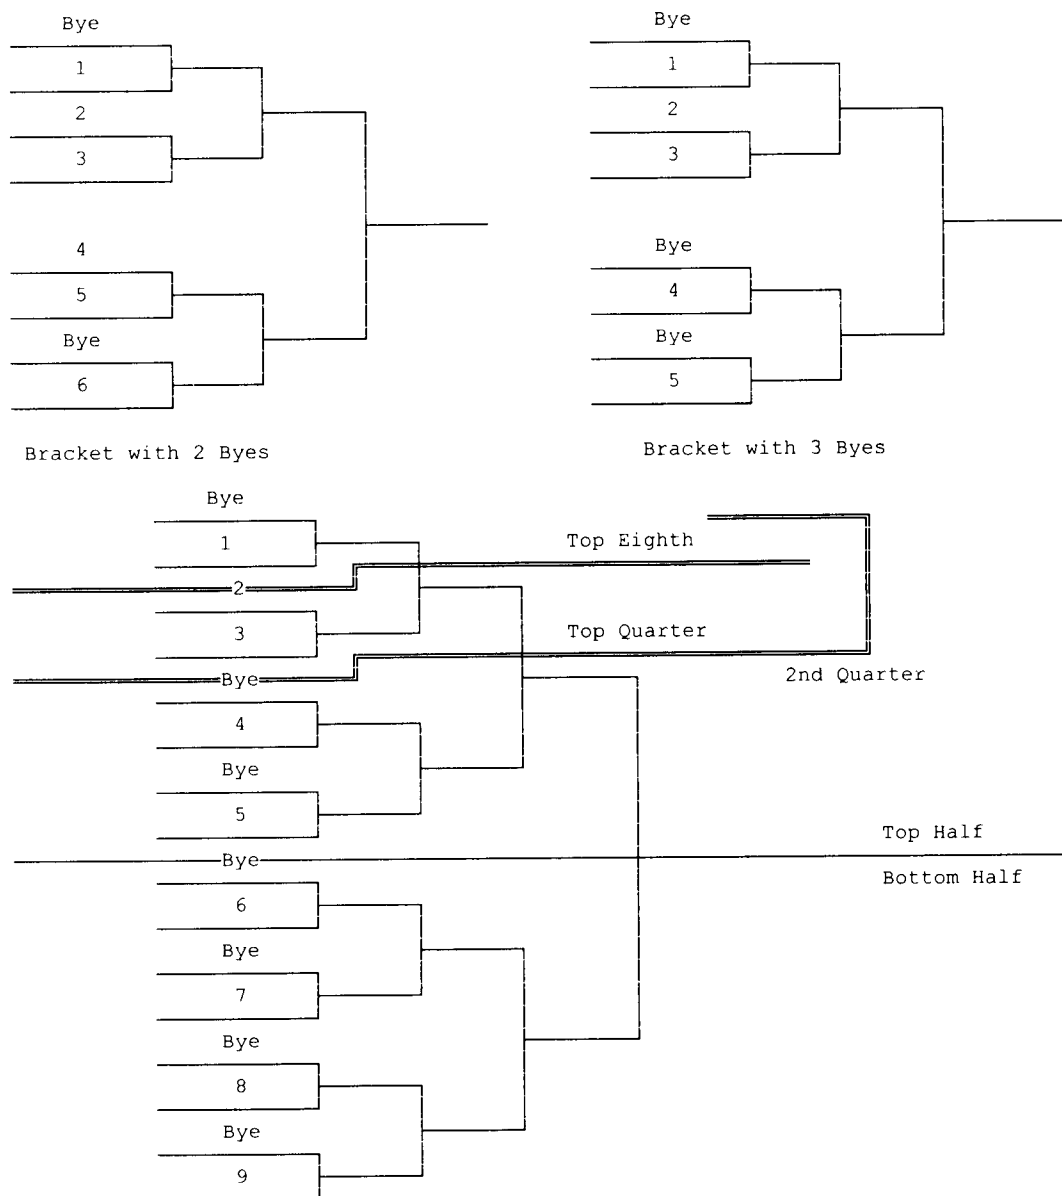 Bye
1
2
3
4
5
Bye
6
Bracket with 2 Byes
Bye
1
2
3
Bye
4
Bye
5
Bracket with 3 Byes
Bye
1
Top Eighth
2
3
Top Quarter
Bye
2nd Quarter
4
Bye
5
Top Half
Bye
Bottom Half
6
Bye
7
Bye
8
Bye
9